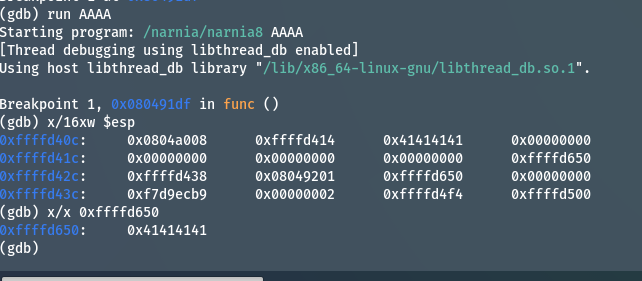 (gdb) run AAAA
Starting program: /narnia/narnia8 AAAA
[Thread debugging using libthread_db enabled]
Using host libthread_db library "/lib/x86_64-linux-gnu/libthread_db.so.1".
Breakpoint 1, 0x080491df in func ()
(gdb) x/16xw $esp
0xffffd40c: 0x0804a008 0xffffd414 0x41414141 0x00000000
0xffffd41c: 0x00000000 0x00000000 0x00000000 0xffffd650
0xffffd42c: 0xffffd438 0x08049201 0xffffd650 0x00000000
0xffffd43c: 0xf7d9ecb9 0x00000002 0xffffd4f4 0xffffd500
(gdb) x/x 0xffffd650
0xffffd650: 0x41414141
(gdb)